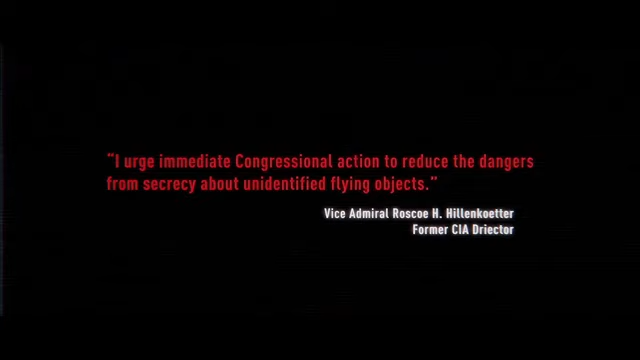 "I urge immediate Congressional action to reduce the dangers
from secrecy about unidentified flying objects."
Vice Admiral Roscoe H. Hillenkoetter
Former CIA Driector